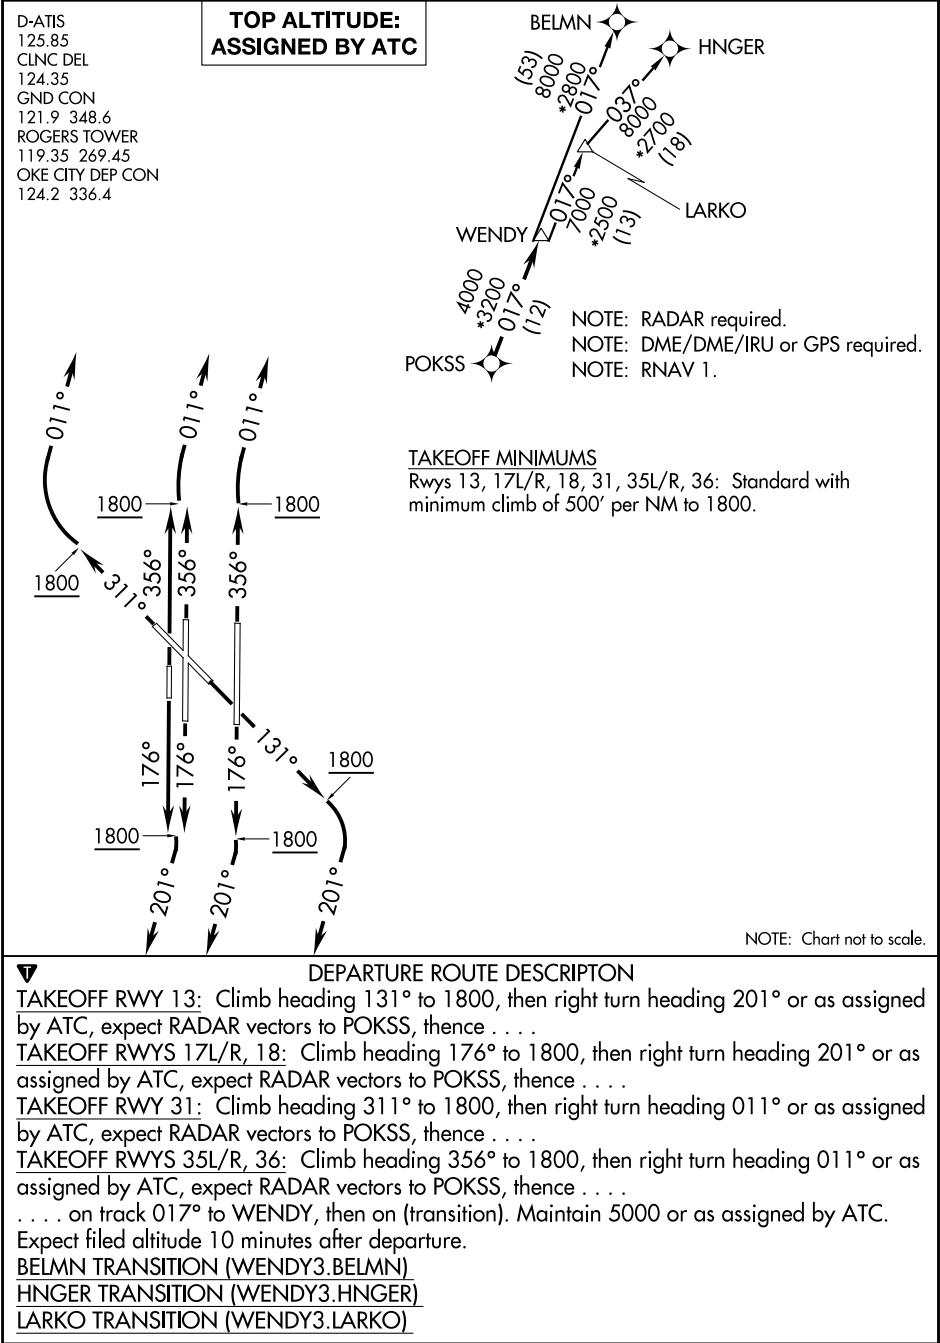 D-ATIS
125.85
CLNC DEL
124.35
GND CON
121.9 348.6
ROGERS TOWER
119.35 269.45
OKE CITY DEP CON
124.2 336.4
TOP ALTITUDE:
ASSIGNED BY ATC
BELMN
HNGER
(53)
8000
*2800
017°
037°
8000
*2700
(18)
LARKO
017°
7000
*2500
(13)
WENDY
4000
*3200
017°
(12)
POKSS
NOTE: RADAR required.
NOTE: DME/DME/IRU or GPS required.
NOTE: RNAV 1.
TAKEOFF MINIMUMS
Rwys 13, 17L/R, 18, 31, 35L/R, 36: Standard with
minimum climb of 500' per NM to 1800.
011°
011°
011°
1800
1800
1800
311°
356°
356°
356°
176°
176°
176°
131°
1800
1800
1800
201°
201°
201°
NOTE: Chart not to scale.
T
DEPARTURE ROUTE DESCRIPTON
TAKEOFF RWY 13: Climb heading 131° to 1800, then right turn heading 201° or as assigned
by ATC, expect RADAR vectors to POKSS, thence . . . .
TAKEOFF RWYS 17L/R, 18: Climb heading 176° to 1800, then right turn heading 201° or as
assigned by ATC, expect RADAR vectors to POKSS, thence . . . .
TAKEOFF RWY 31: Climb heading 311° to 1800, then right turn heading 011° or as assigned
by ATC, expect RADAR vectors to POKSS, thence . . . .
TAKEOFF RWYS 35L/R, 36: Climb heading 356° to 1800, then right turn heading 011° or as
assigned by ATC, expect RADAR vectors to POKSS, thence . . . .
. . . . on track 017° to WENDY, then on (transition). Maintain 5000 or as assigned by ATC.
Expect filed altitude 10 minutes after departure.
BELMN TRANSITION (WENDY3.BELMN)
HNGER TRANSITION (WENDY3.HNGER)
LARKO TRANSITION (WENDY3.LARKO)